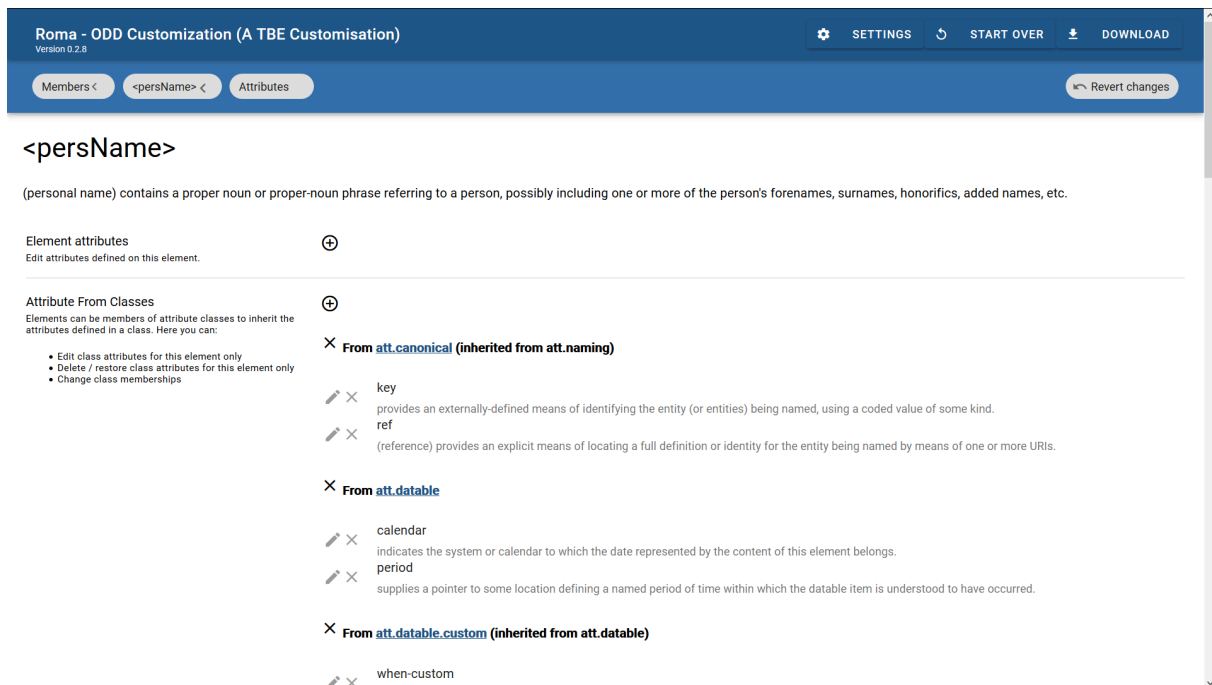 Roma - ODD Customization (A TBE Customisation)
Version 0.2.8
SETTINGS
START OVER
DOWNLOAD
Members
<persName>
Attributes
Revert changes
<persName>
(personal name) contains a proper noun or proper-noun phrase referring to a person, possibly including one or more of the person's forenames, surnames, honorifics, added names, etc.
Element attributes
Edit attributes defined on this element.
Attribute From Classes
Elements can be members of attribute classes to inherit the
attributes defined in a class. Here you can:
• Edit class attributes for this element only
• Delete / restore class attributes for this element only
• Change class memberships
From att.canonical (inherited from att.naming)
key
provides an externally-defined means of identifying the entity (or entities) being named, using a coded value of some kind.
ref
(reference) provides an explicit means of locating a full definition or identity for the entity being named by means of one or more URIs.
From att.datable
calendar
indicates the system or calendar to which the date represented by the content of this element belongs.
period
supplies a pointer to some location defining a named period of time within which the datable item is understood to have occurred.
From att.datable.custom (inherited from att.datable)
when-custom